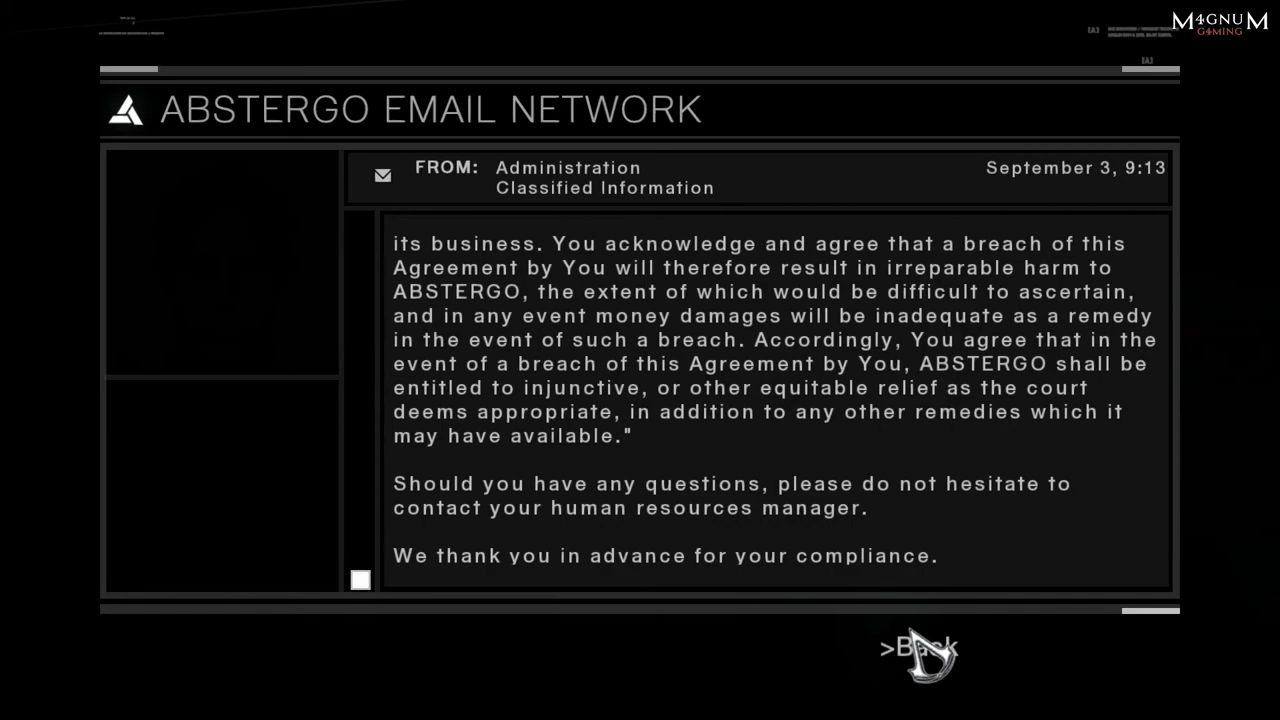 M4GNUM
G4MING
[A]
[A]
ABSTERGO EMAIL NETWORK
FROM: Administration September 3, 9:13
Classified Information
its business. You acknowledge and agree that a breach of this
Agreement by You will therefore result in irreparable harm to
ABSTERGO, the extent of which would be difficult to ascertain,
and in any event money damages will be inadequate as a remedy
in the event of such a breach. Accordingly, You agree that in the
event of a breach of this Agreement by You, ABSTERGO shall be
entitled to injunctive, or other equitable relief as the court
deems appropriate, in addition to any other remedies which it
may have available."
Should you have any questions, please do not hesitate to
contact your human resources manager.
We thank you in advance for your compliance.
>Back